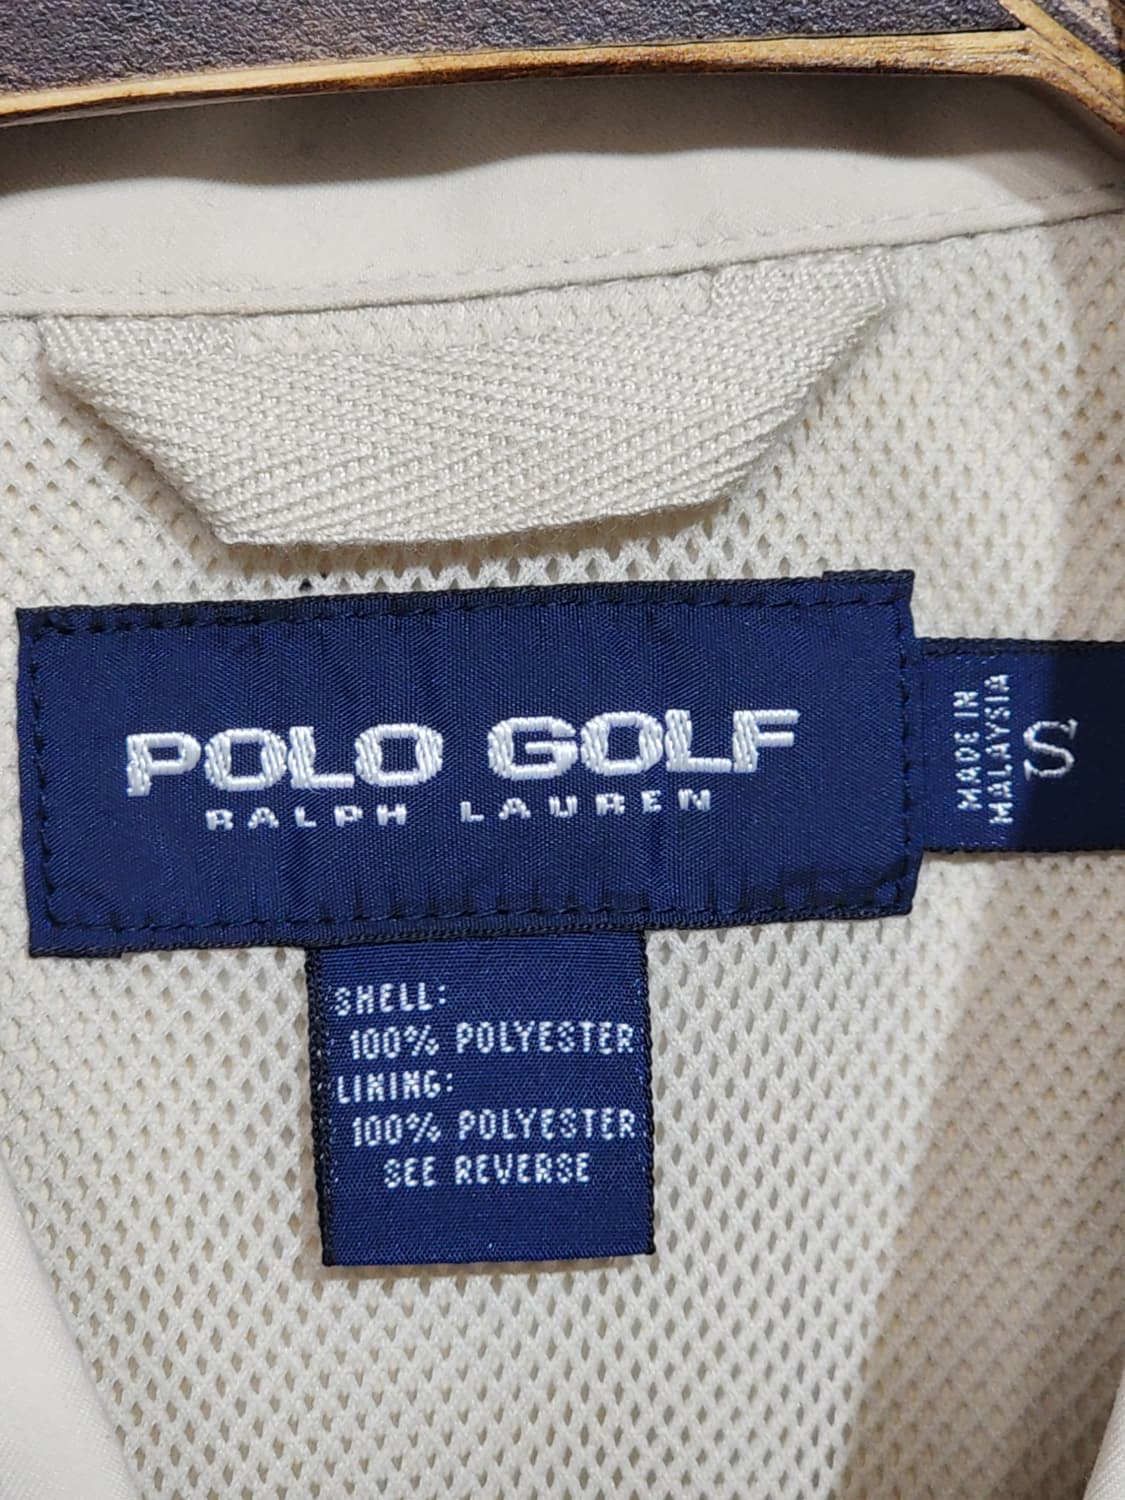 POLO GOLF
RALPH LAUREN
MADE IN
MALAYSIA
S
SHELL:
100% POLYESTER
LINING:
100% POLYESTER
SEE REVERSE